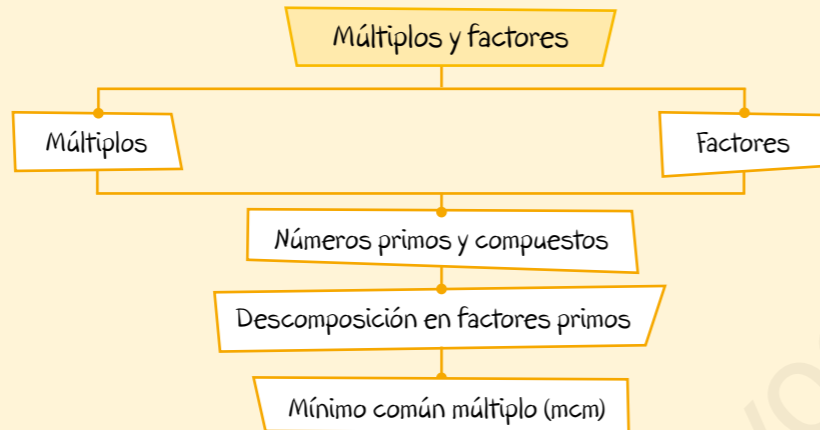 Múltiplos y factores
Múltiplos
Factores
Números primos y compuestos
Descomposición en factores primos
Mínimo común múltiplo (mcm)